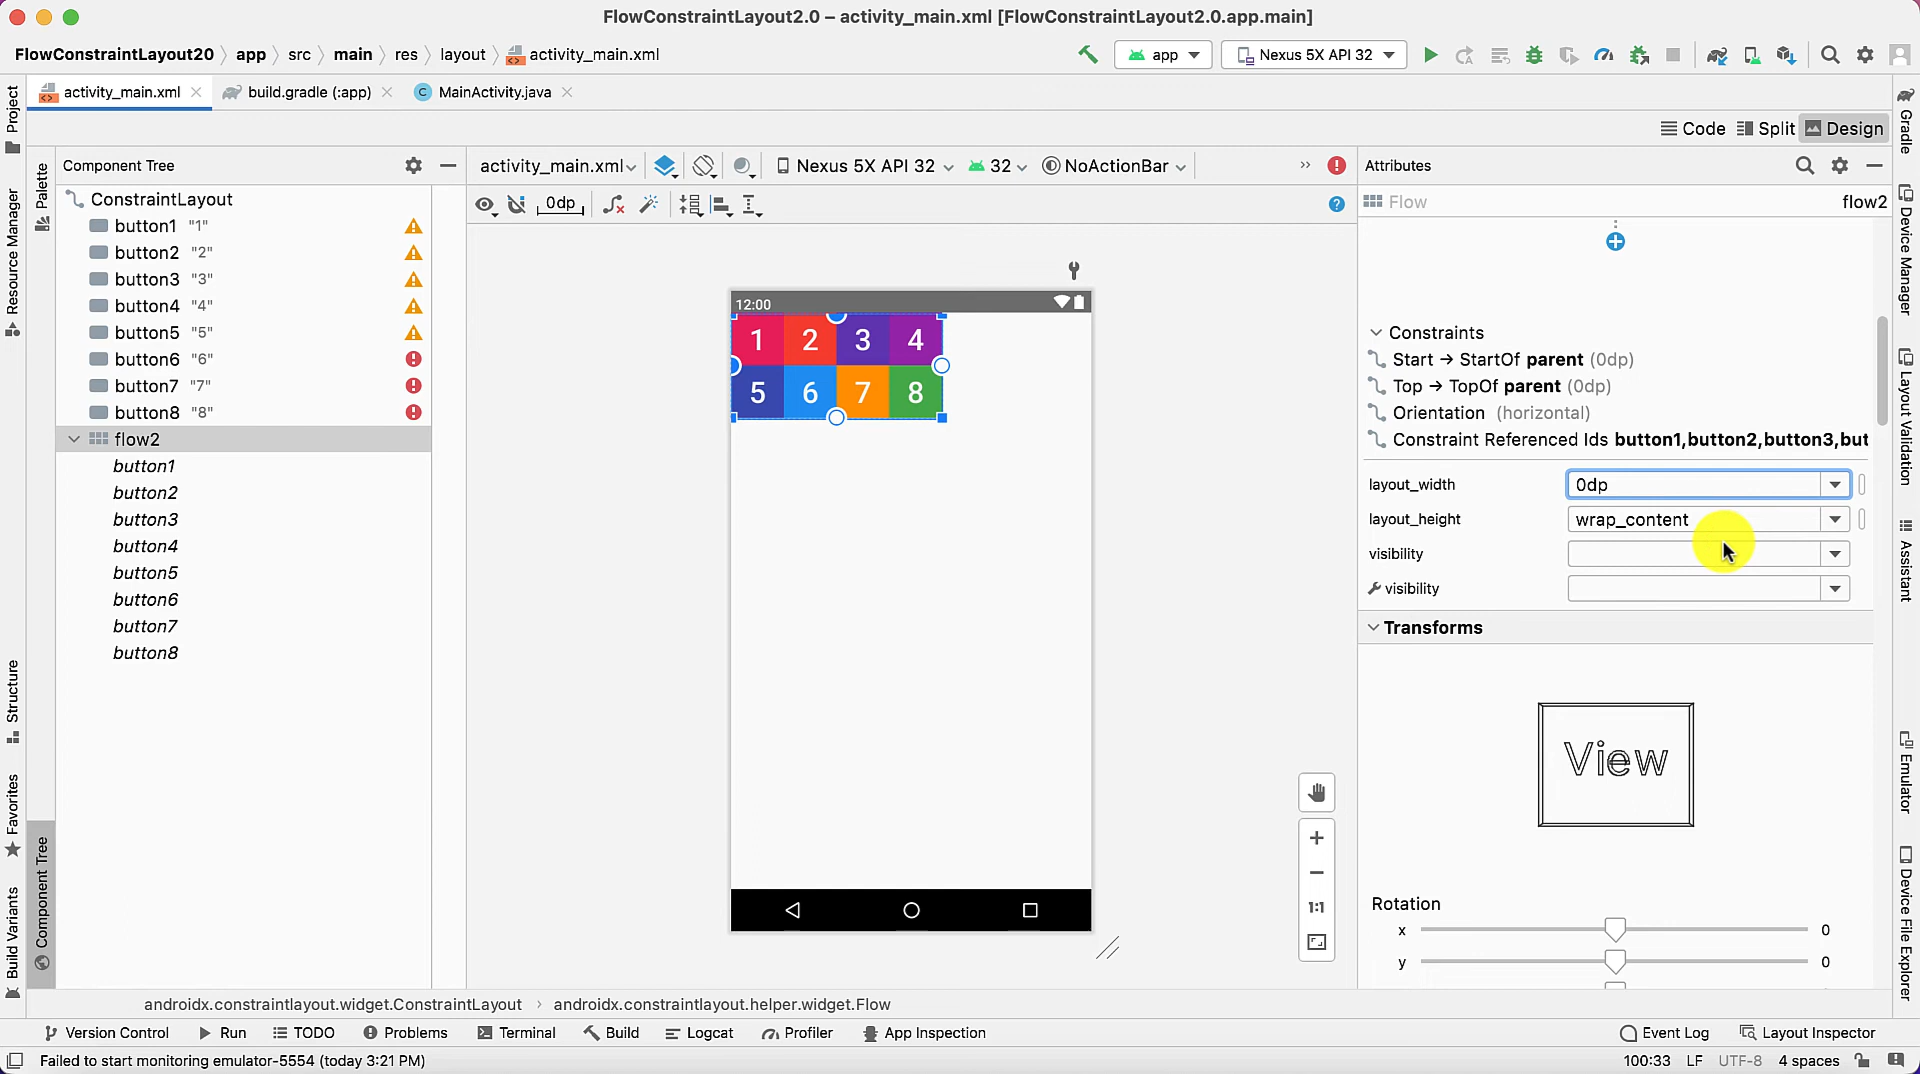 FlowConstraintLayout2.0 – activity_main.xml [FlowConstraintLayout2.0.app.main]
FlowConstraintLayout20 app src main res layout activity_main.xml
app Nexus 5X API 32
activity_main.xml build.gradle (:app) MainActivity.java
Code Split Design
Component Tree
activity_main.xml Nexus 5X API 32 32 NoActionBar
Attributes
0dp
Flow flow2
ConstraintLayout
button1 "1"
button2 "2"
button3 "3"
button4 "4"
button5 "5"
button6 "6"
button7 "7"
button8 "8"
flow2
button1
button2
button3
button4
button5
button6
button7
button8
12:00
1 2 3 4
5 6 7 8
1:1
Constraints
Start → StartOf parent (0dp)
Top → TopOf parent (0dp)
Orientation (horizontal)
Constraint Referenced Ids button1,button2,button3,but
layout_width 0dp
layout_height wrap_content
visibility
visibility
Transforms
View
Rotation
x 0
y 0
Project
Resource Manager
Structure
Favorites
Build Variants
Palette
Component Tree
Gradle
Device Manager
Layout Validation
Assistant
Emulator
Device File Explorer
androidx.constraintlayout.widget.ConstraintLayout › androidx.constraintlayout.helper.widget.Flow
Version Control Run TODO Problems Terminal Build Logcat Profiler App Inspection Event Log Layout Inspector
Failed to start monitoring emulator-5554 (today 3:21 PM) 100:33 LF UTF-8 4 spaces